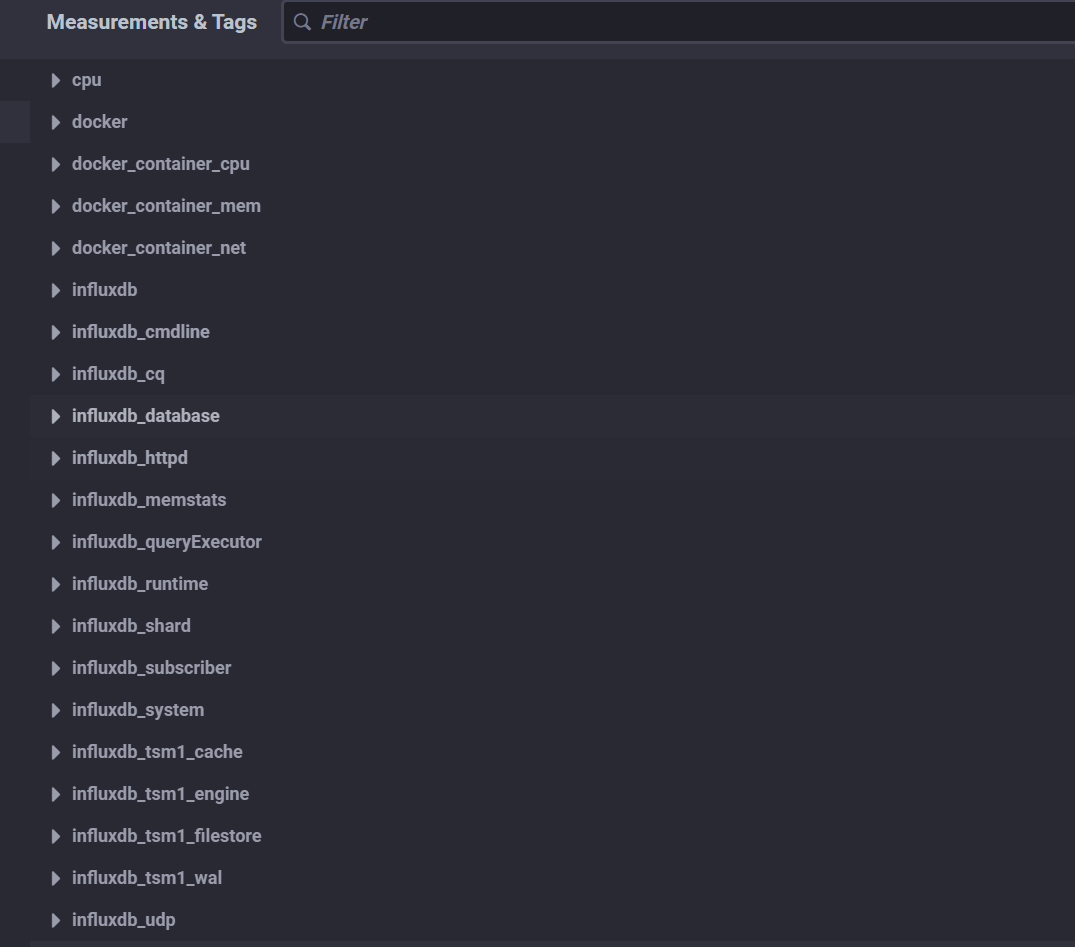 Measurements & Tags
Filter
cpu
docker
docker_container_cpu
docker_container_mem
docker_container_net
influxdb
influxdb_cmdline
influxdb_cq
influxdb_database
influxdb_httpd
influxdb_memstats
influxdb_queryExecutor
influxdb_runtime
influxdb_shard
influxdb_subscriber
influxdb_system
influxdb_tsm1_cache
influxdb_tsm1_engine
influxdb_tsm1_filestore
influxdb_tsm1_wal
influxdb_udp